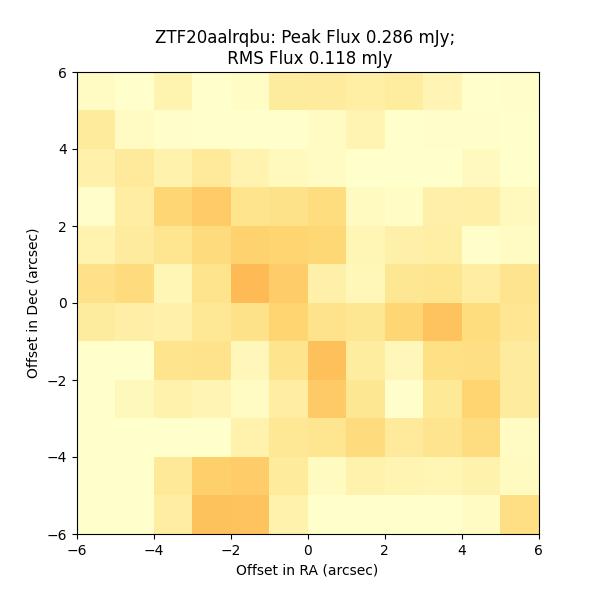 ZTF20aalrqbu: Peak Flux 0.286 mJy;
RMS Flux 0.118 mJy
6
4
2
0
−2
−4
−6
Offset in Dec (arcsec)
−6 −4 −2 0 2 4 6
Offset in RA (arcsec)